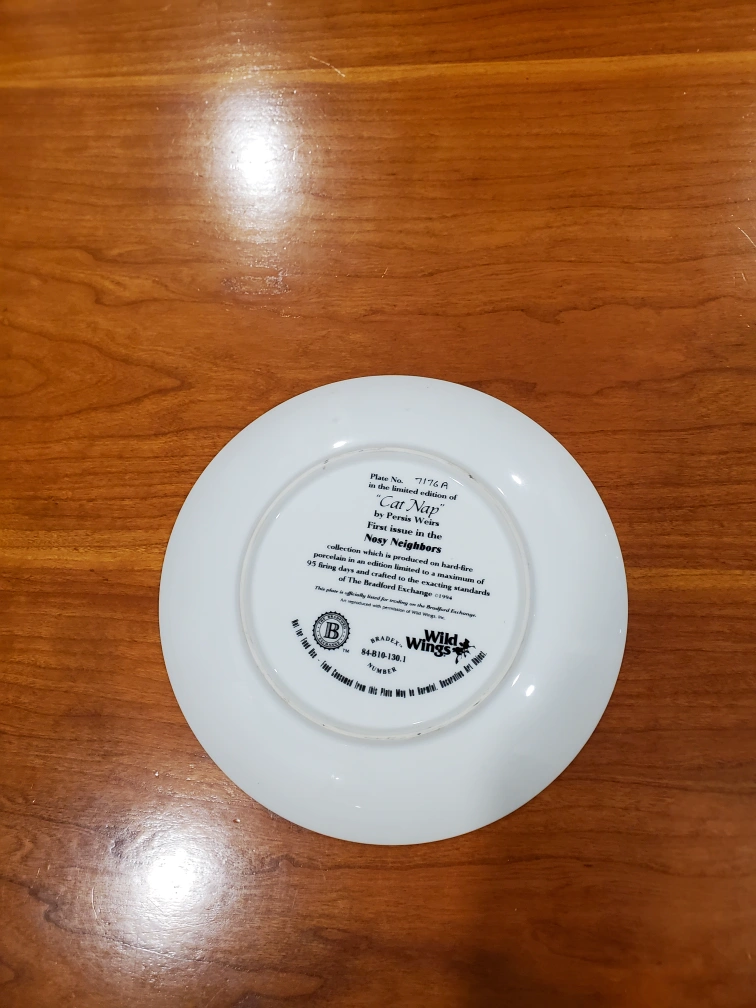 Plate No. 7176A
in the limited edition of
"Cat Nap"
by Persis Weirs
First issue in the
Nosy Neighbors
collection which is produced on hard-fire
porcelain in an edition limited to a maximum of
95 firing days and crafted to the exacting standards
of The Bradford Exchange ©1994
This plate is officially listed for trading on the Bradford Exchange.
Art reproduced with permission of Wild Wings, Inc.
B
™
BRADEX
84-B10-130.1
NUMBER
Wild
Wings
Not For Food Use - Food Consumed from this Plate May be Harmful. Decorative Art Object.